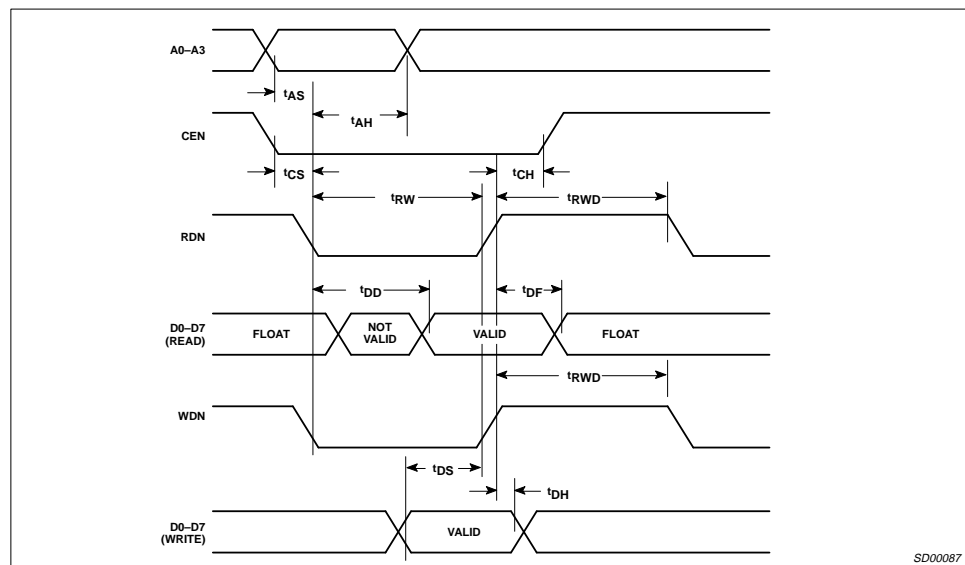 A0–A3
tAS
tAH
CEN
tCS
tCH
tRW
tRWD
RDN
tDD
tDF
D0–D7
(READ)
FLOAT
NOT
VALID
VALID
FLOAT
tRWD
WDN
tDS
tDH
D0–D7
(WRITE)
VALID
SD00087